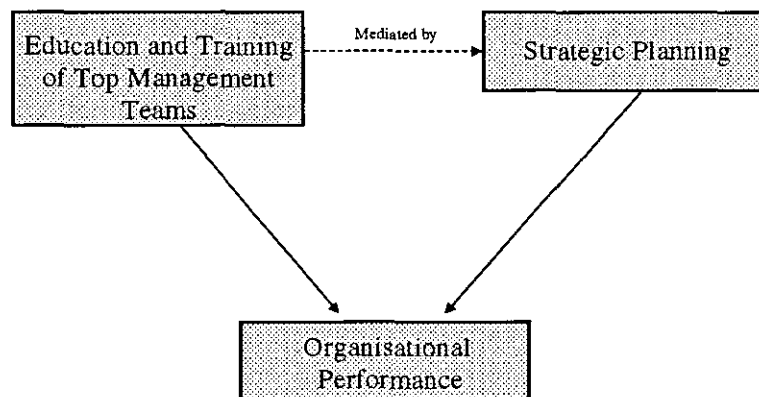 Education and Training
of Top Management
Teams
Mediated by
Strategic Planning
Organisational
Performance